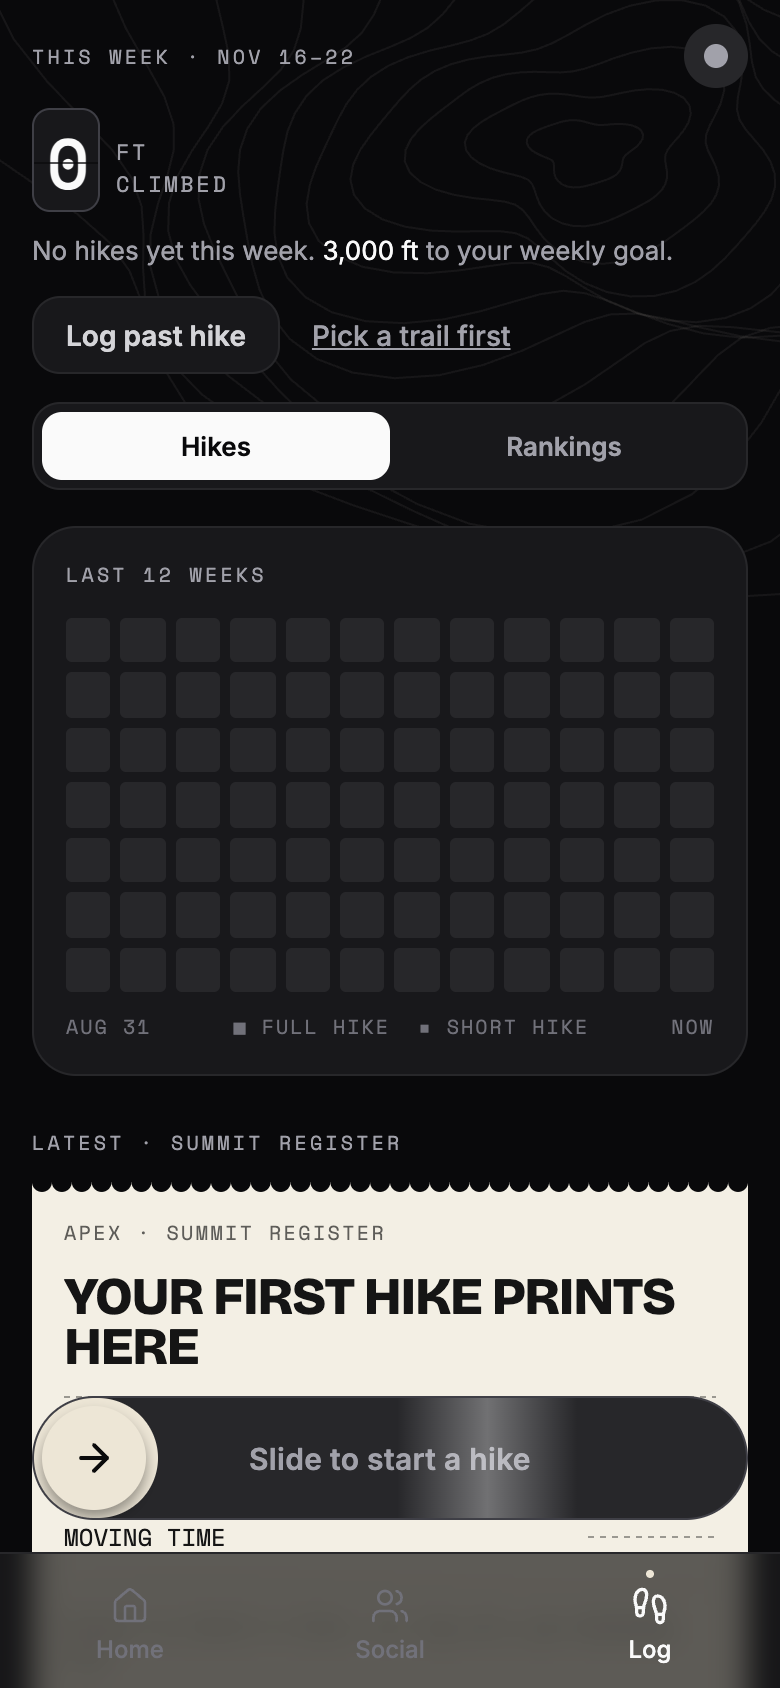 THIS WEEK · NOV 16–22
0
FT
CLIMBED
No hikes yet this week. 3,000 ft to your weekly goal.
Log past hike
Pick a trail first
Hikes
Rankings
LAST 12 WEEKS
AUG 31
FULL HIKE
SHORT HIKE
NOW
LATEST · SUMMIT REGISTER
APEX · SUMMIT REGISTER
YOUR FIRST HIKE PRINTS
HERE
Slide to start a hike
MOVING TIME
Home
Social
Log